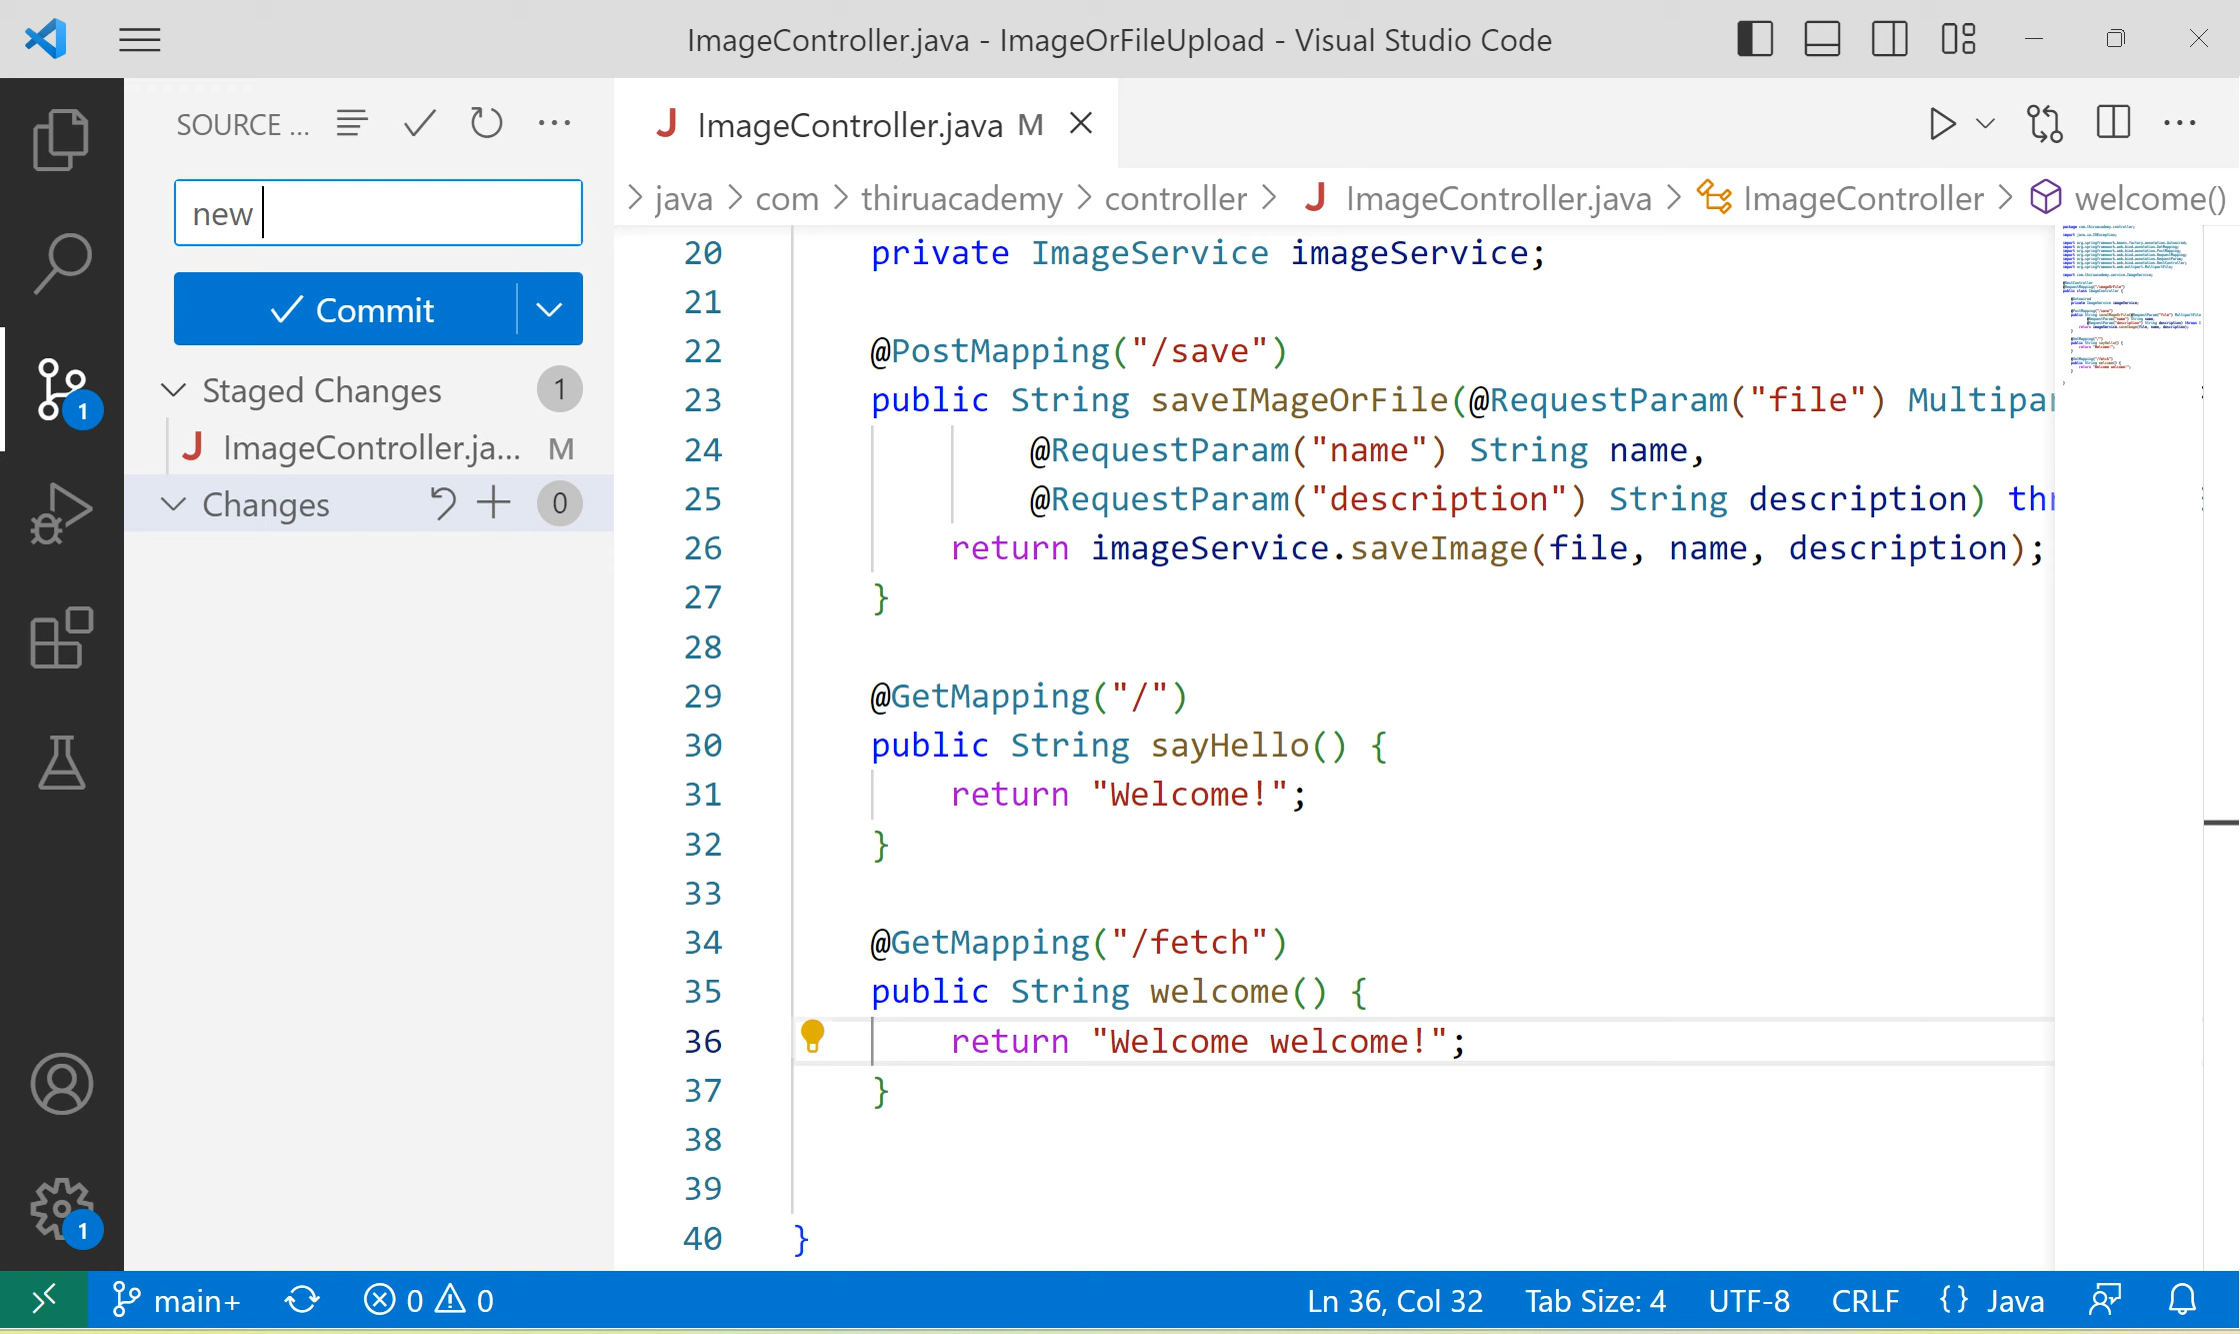 ImageController.java - ImageOrFileUpload - Visual Studio Code
SOURCE ...
ImageController.java M
new
java com thiruacademy controller ImageController.java ImageController welcome()
Commit
Staged Changes 1
ImageController.ja... M
Changes 0
1
1
20 private ImageService imageService;
21
22 @PostMapping("/save")
23 public String saveIMageOrFile(@RequestParam("file") Multipar
24 @RequestParam("name") String name,
25 @RequestParam("description") String description) thr
26 return imageService.saveImage(file, name, description);
27 }
28
29 @GetMapping("/")
30 public String sayHello() {
31 return "Welcome!";
32 }
33
34 @GetMapping("/fetch")
35 public String welcome() {
36 return "Welcome welcome!";
37 }
38
39
40 }
main+ 0 0 Ln 36, Col 32 Tab Size: 4 UTF-8 CRLF {} Java